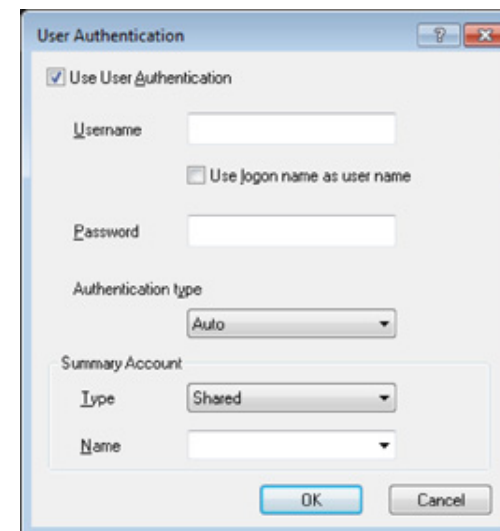 User Authentication
Use User Authentication
Username
Use logon name as user name
Password
Authentication type
Auto
Summary Account
Type Shared
Name
OK Cancel